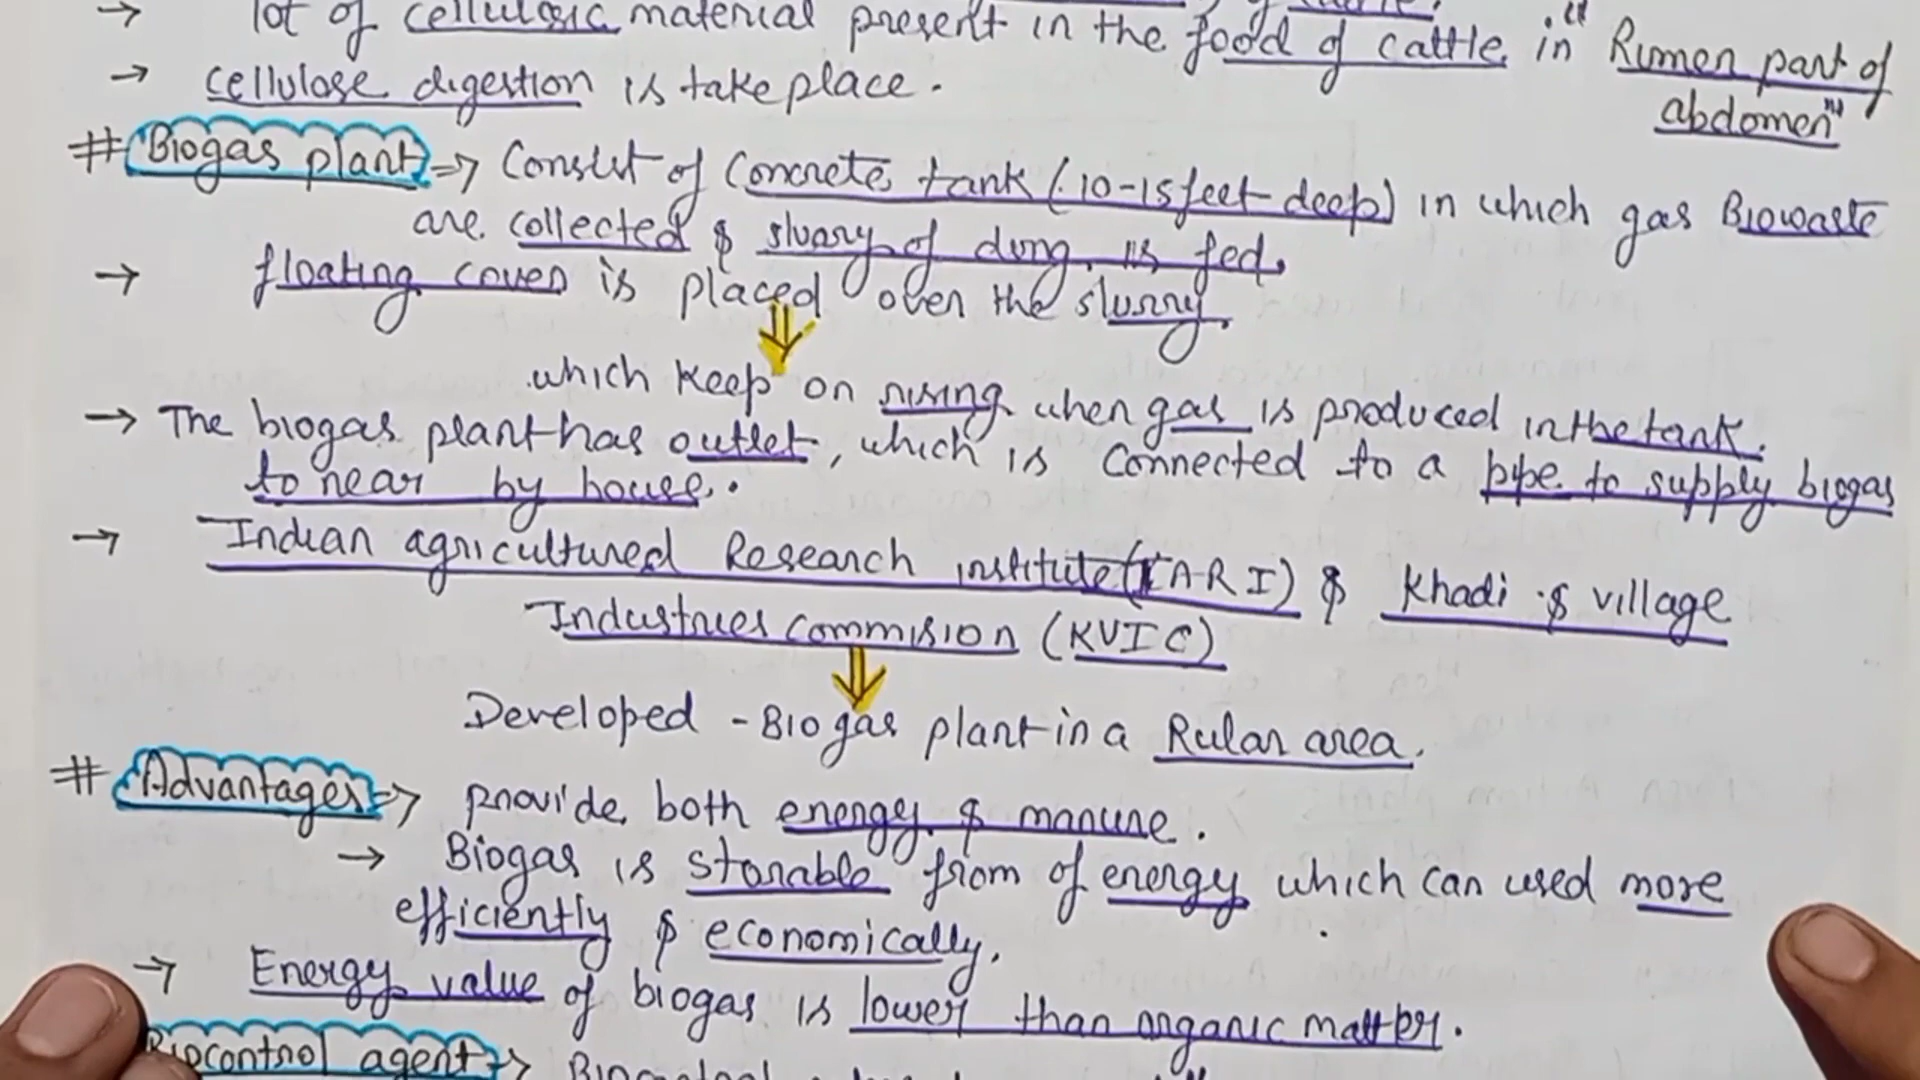 → lot of cellulosic material present in the food of cattle in "Rumen part of
abdomen"
→ cellulose digestion is take place.
# Biogas plant => Consist of Concrete tank (10-15 feet deep) in which gas Biowaste
are collected & slurry of dung is fed.
→ floating cover is placed over the slurry.
which keep on rising when gas is produced in the tank.
→ The biogas plant has outlet, which is connected to a pipe to supply biogas
to near by house.
→ Indian agricultured Research institute (IARI) & Khadi & village
Industries commision (KVIC)
Developed - Biogas plant in a Rular area.
# Advantages => provide both energy & manure.
→ Biogas is storable from of energy which can used more
efficiently & economically.
→ Energy value of biogas is lower than organic matter.
Biocontrol agent =>